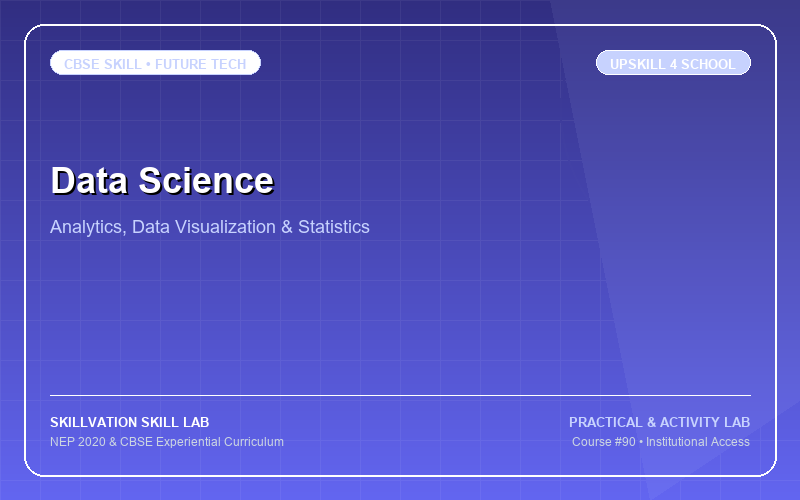 CBSE SKILL • FUTURE TECH
UPSKILL 4 SCHOOL
Data Science
Analytics, Data Visualization & Statistics
SKILLVATION SKILL LAB
PRACTICAL & ACTIVITY LAB
NEP 2020 & CBSE Experiential Curriculum
Course #90 • Institutional Access